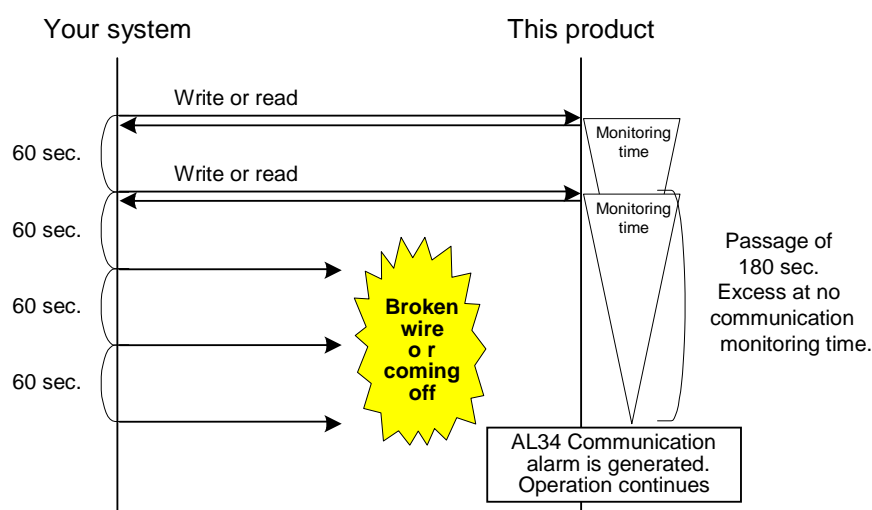 Your system
This product
Write or read
Monitoring
time
60 sec.
Write or read
Monitoring
time
60 sec.
Passage of
180 sec.
Excess at no
communication
monitoring time.
Broken
wire
o r
coming
off
60 sec.
60 sec.
AL34 Communication
alarm is generated.
Operation continues